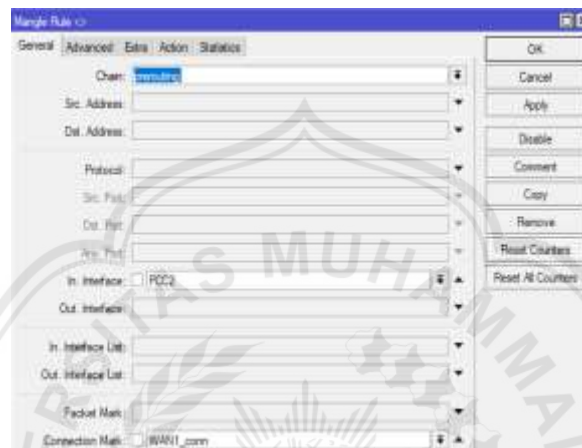 Mangle Rule <>
General Advanced Extra Action Statistics
Chain: prerouting
Src. Address:
Dst. Address:
Protocol:
Src. Port:
Dst. Port:
Any. Port:
In. Interface: PCC2
Out. Interface:
In. Interface List:
Out. Interface List:
Packet Mark:
Connection Mark: WAN1_conn
OK
Cancel
Apply
Disable
Comment
Copy
Remove
Reset Counters
Reset All Counters
MUHAMM
ERSITAS